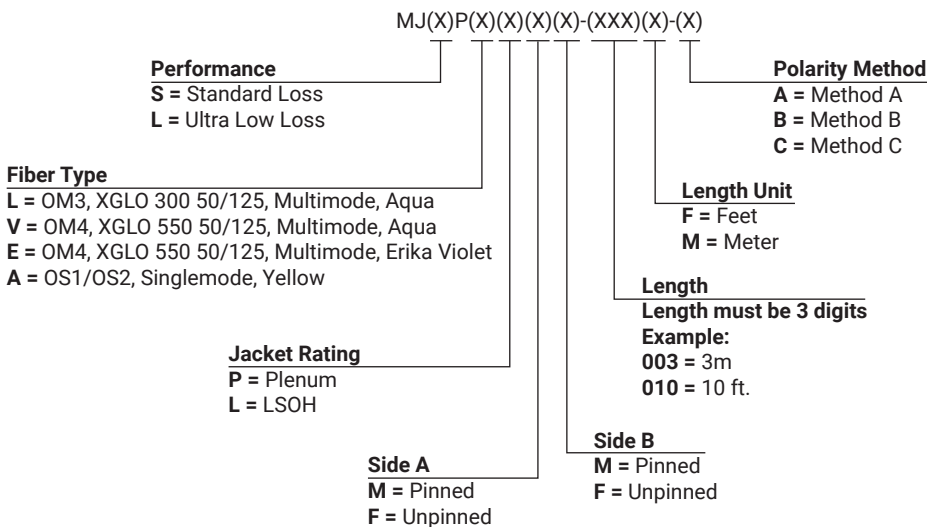 MJ(X)P(X)(X)(X)(X)-(XXX)(X)-(X)
Performance
S = Standard Loss
L = Ultra Low Loss
Polarity Method
A = Method A
B = Method B
C = Method C
Fiber Type
L = OM3, XGLO 300 50/125, Multimode, Aqua
V = OM4, XGLO 550 50/125, Multimode, Aqua
E = OM4, XGLO 550 50/125, Multimode, Erika Violet
A = OS1/OS2, Singlemode, Yellow
Length Unit
F = Feet
M = Meter
Length
Length must be 3 digits
Example:
003 = 3m
010 = 10 ft.
Jacket Rating
P = Plenum
L = LSOH
Side A
M = Pinned
F = Unpinned
Side B
M = Pinned
F = Unpinned